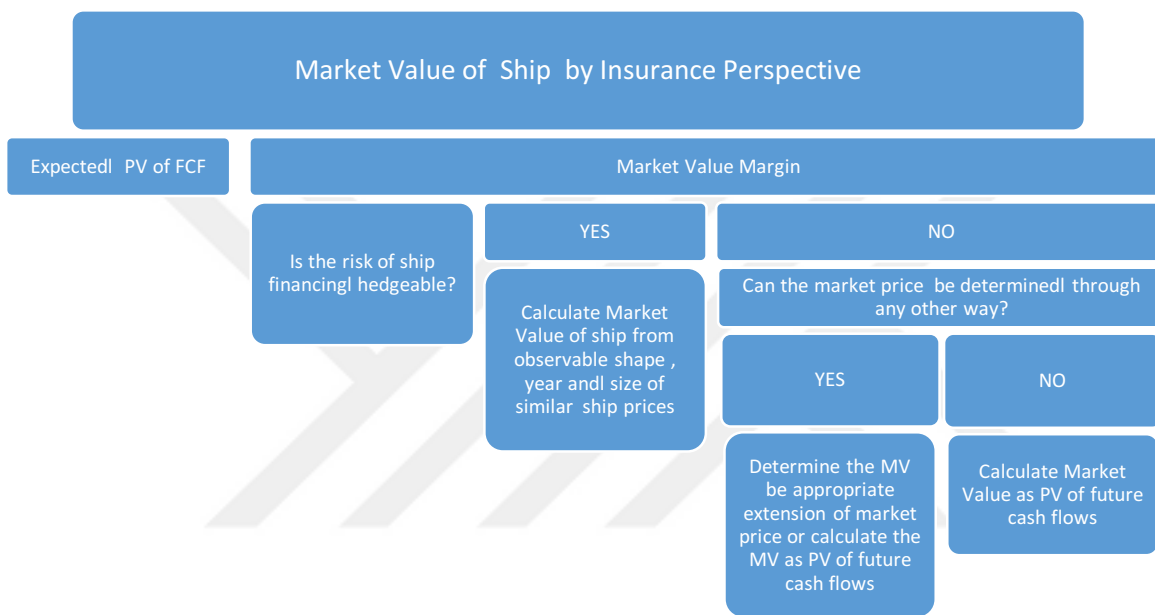 Market Value of  Ship  by Insurance Perspective
Expectedl  PV of FCF
Market Value Margin
Is the risk of ship
financingl hedgeable?
YES
Calculate Market
Value of ship from
observable shape ,
year andl size of
similar ship prices
NO
Can the market price  be determinedl through
any other way?
YES
Determine the MV
be appropriate
extension of market
price or calculate the
MV as PV of future
cash flows
NO
Calculate Market
Value as PV of future
cash flows